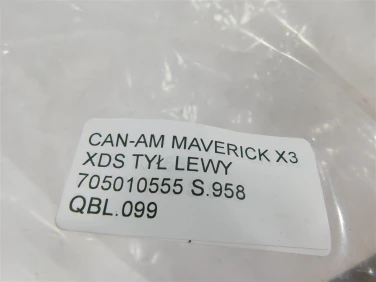 CAN-AM MAVERICK X3
XDS TYŁ LEWY
705010555 S.958
QBL.099